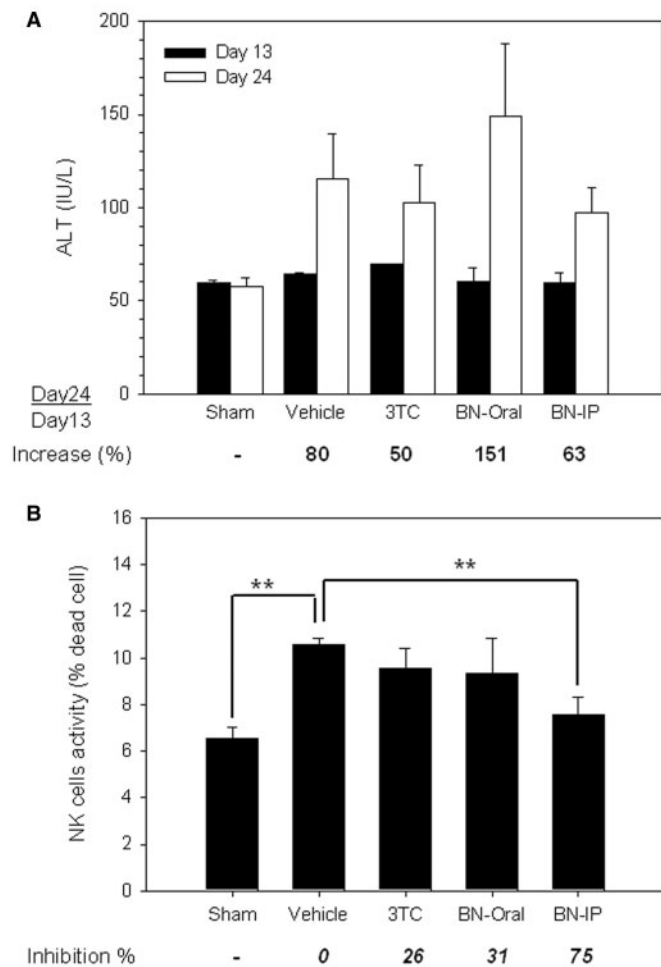 A
200
Day 13
Day 24
150
ALT (IU/L)
100
50
0
Day24
Day13
Sham Vehicle 3TC BN-Oral BN-IP
Increase (%) - 80 50 151 63
B
16
14
**
**
12
NK cells activity (% dead cell)
10
8
6
4
2
0
Sham Vehicle 3TC BN-Oral BN-IP
Inhibition % - 0 26 31 75